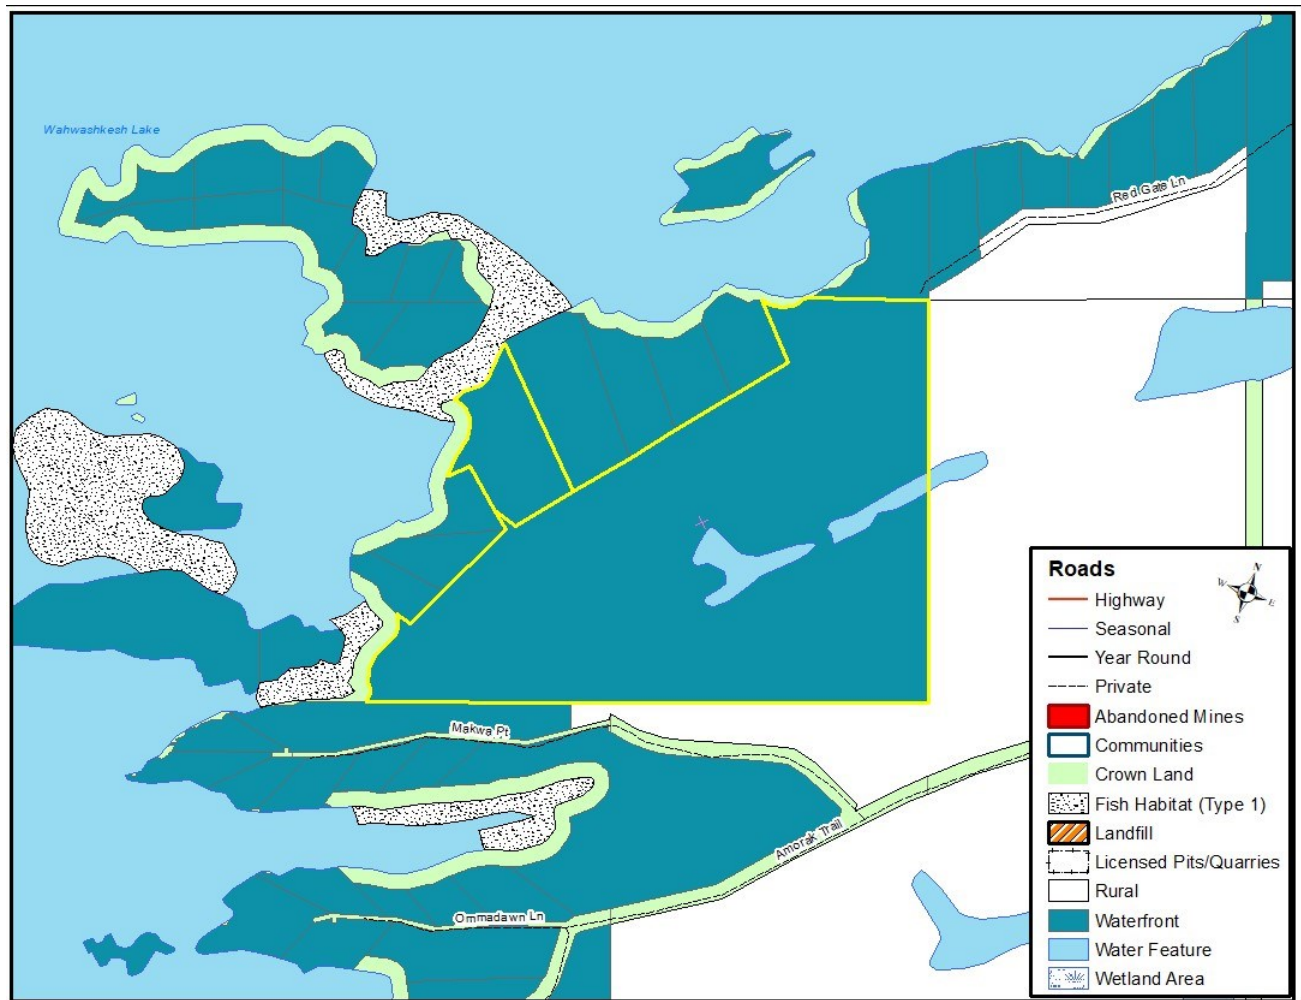 Wahwashkesh Lake
Red Gate Ln
Makwa Pt
Amorak Trail
Ommadawn Ln
Roads
N
W
E
S
Highway
Seasonal
Year Round
Private
Abandoned Mines
Communities
Crown Land
Fish Habitat (Type 1)
Landfill
Licensed Pits/Quarries
Rural
Waterfront
Water Feature
Wetland Area